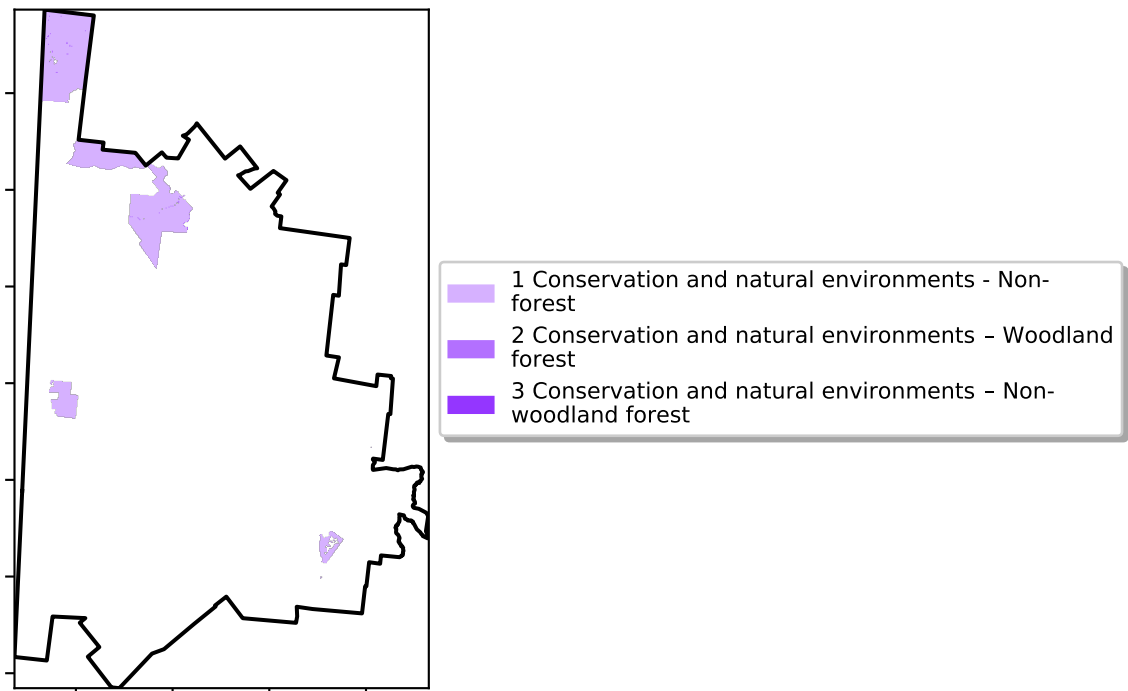 1 Conservation and natural environments - Non-
forest
2 Conservation and natural environments – Woodland
forest
3 Conservation and natural environments – Non-
woodland forest